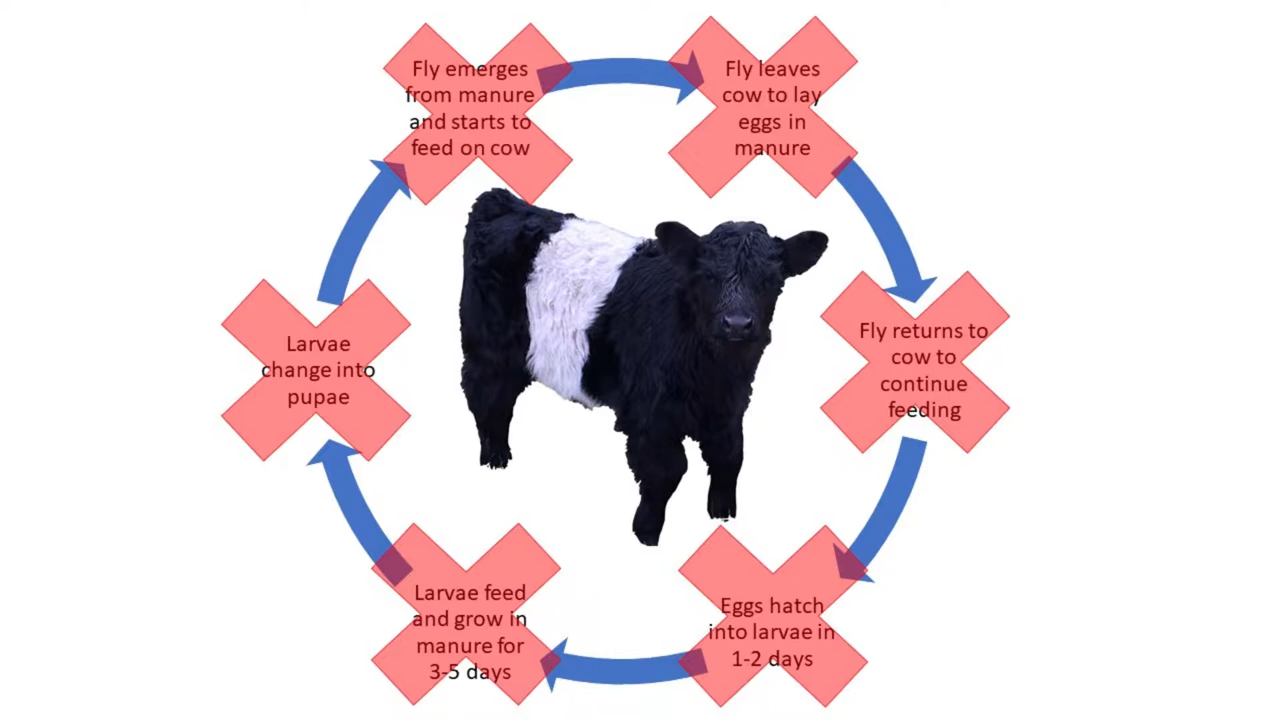 Fly emerges
from manure
and starts to
feed on cow
Fly leaves
cow to lay
eggs in
manure
Fly returns to
cow to
continue
feeding
Eggs hatch
into larvae in
1-2 days
Larvae feed
and grow in
manure for
3-5 days
Larvae
change into
pupae